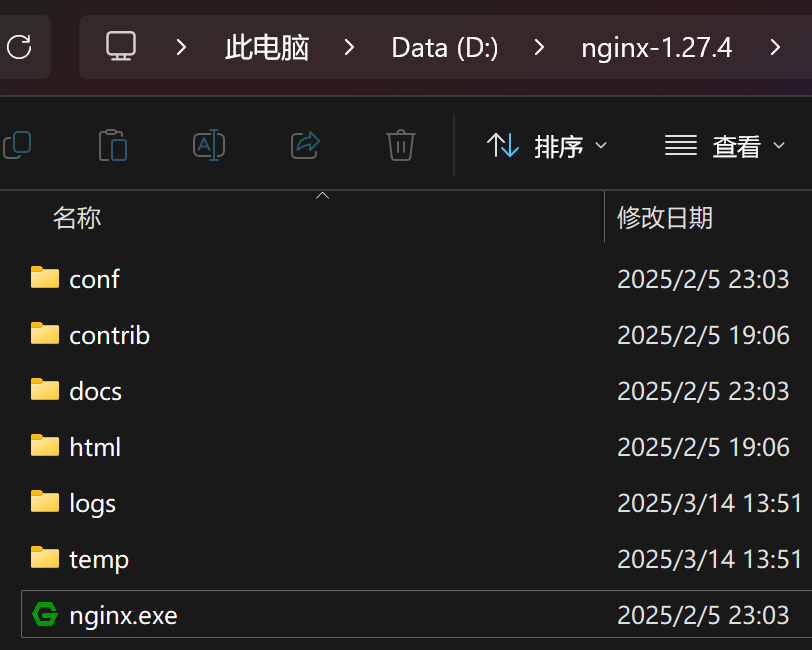 此电脑 > Data (D:) > nginx-1.27.4 >
排序 查看
名称 修改日期
conf 2025/2/5 23:03
contrib 2025/2/5 19:06
docs 2025/2/5 23:03
html 2025/2/5 19:06
logs 2025/3/14 13:51
temp 2025/3/14 13:51
nginx.exe 2025/2/5 23:03